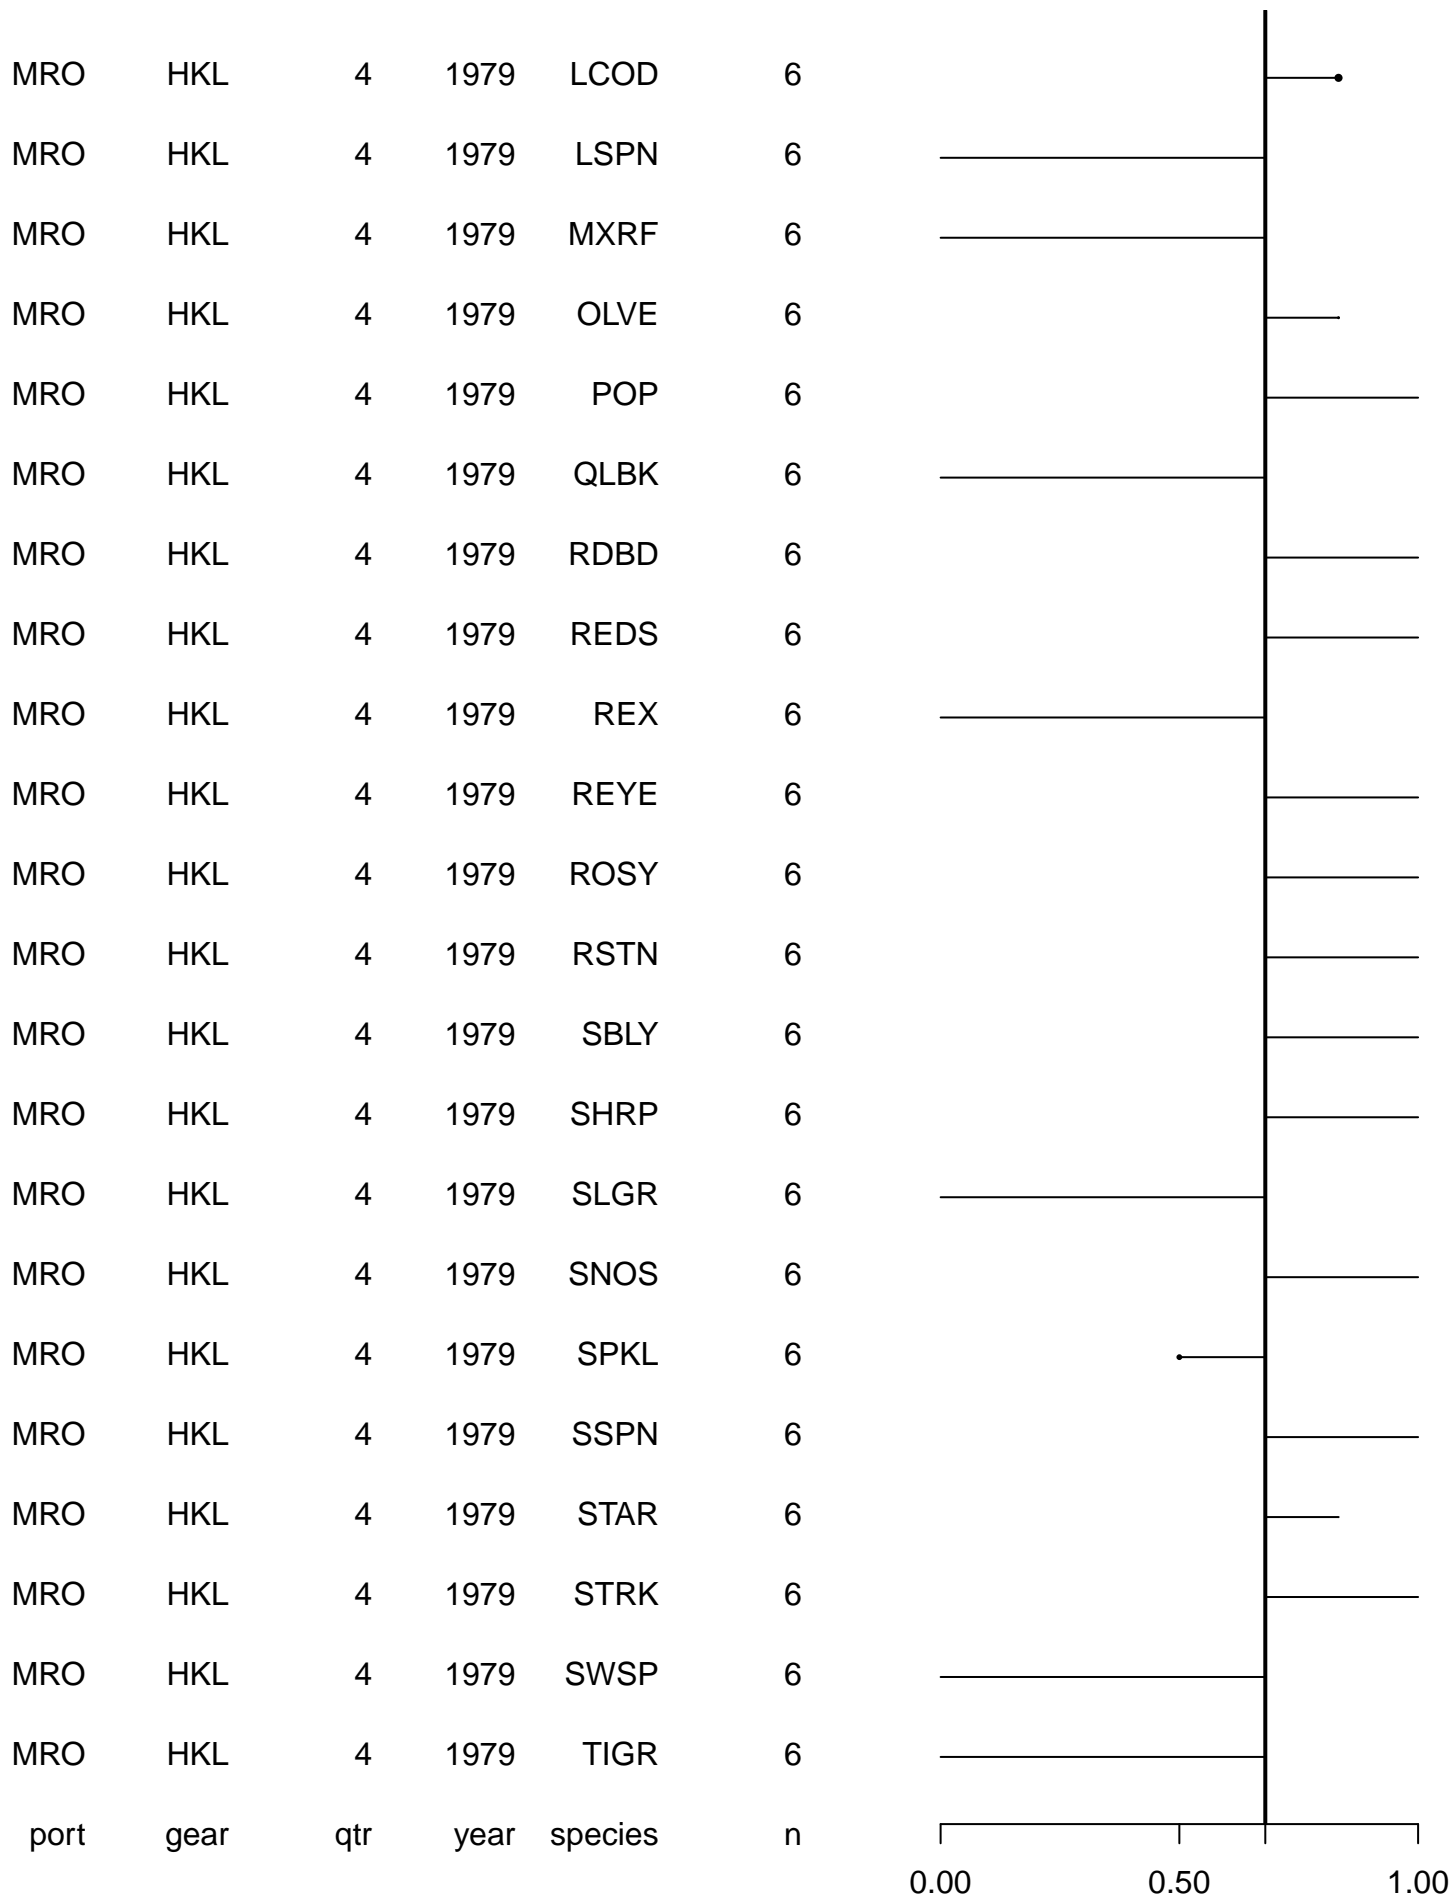 MRO HKL 4 1979 LCOD 6
MRO HKL 4 1979 LSPN 6
MRO HKL 4 1979 MXRF 6
MRO HKL 4 1979 OLVE 6
MRO HKL 4 1979 POP 6
MRO HKL 4 1979 QLBK 6
MRO HKL 4 1979 RDBD 6
MRO HKL 4 1979 REDS 6
MRO HKL 4 1979 REX 6
MRO HKL 4 1979 REYE 6
MRO HKL 4 1979 ROSY 6
MRO HKL 4 1979 RSTN 6
MRO HKL 4 1979 SBLY 6
MRO HKL 4 1979 SHRP 6
MRO HKL 4 1979 SLGR 6
MRO HKL 4 1979 SNOS 6
MRO HKL 4 1979 SPKL 6
MRO HKL 4 1979 SSPN 6
MRO HKL 4 1979 STAR 6
MRO HKL 4 1979 STRK 6
MRO HKL 4 1979 SWSP 6
MRO HKL 4 1979 TIGR 6
port gear qtr year species n
0.00 0.50 1.00